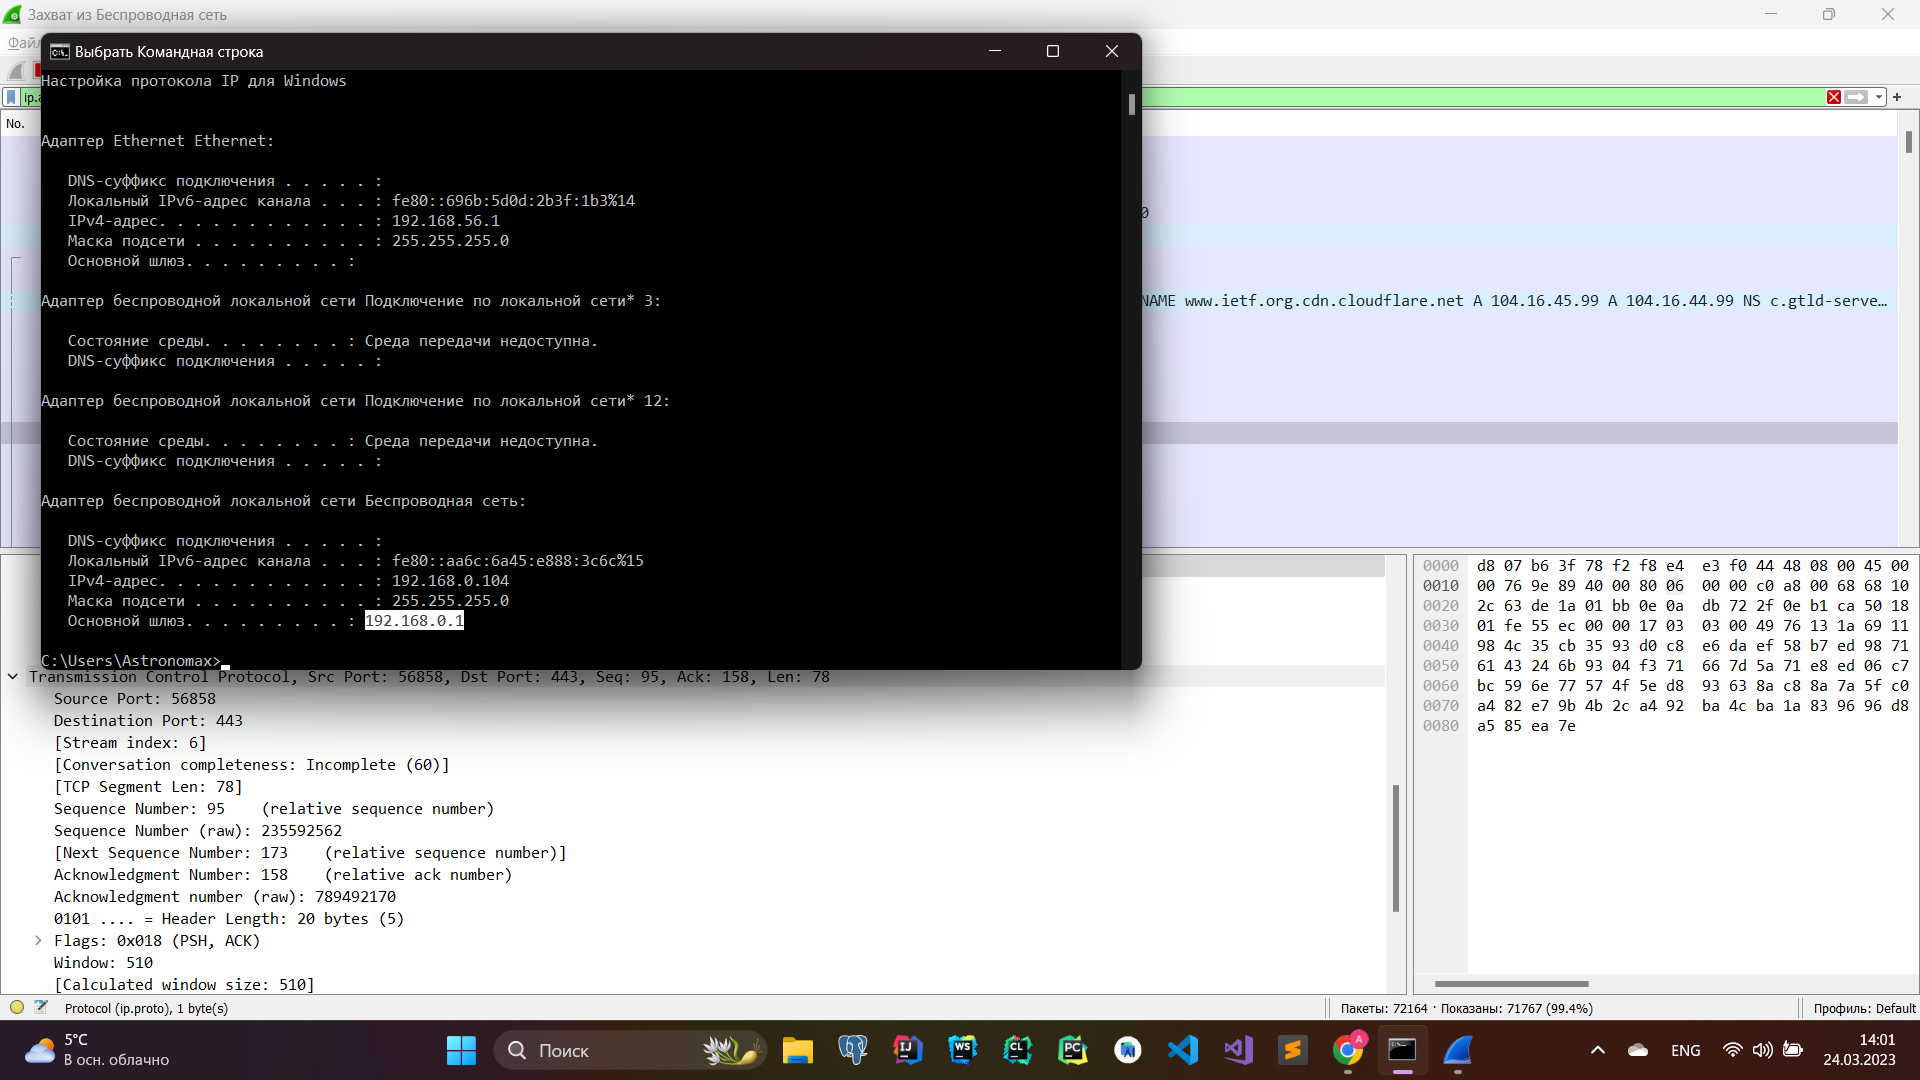 Захват из Беспроводная сеть
Файл
Выбрать Командная строка
ip.a
No.
Настройка протокола IP для Windows
Адаптер Ethernet Ethernet:
DNS-суффикс подключения . . . . . :
Локальный IPv6-адрес канала . . . : fe80::696b:5d0d:2b3f:1b3%14
IPv4-адрес. . . . . . . . . . . . : 192.168.56.1
Маска подсети . . . . . . . . . . : 255.255.255.0
Основной шлюз. . . . . . . . . :
Адаптер беспроводной локальной сети Подключение по локальной сети* 3:
Состояние среды. . . . . . . . : Среда передачи недоступна.
DNS-суффикс подключения . . . . . :
Адаптер беспроводной локальной сети Подключение по локальной сети* 12:
Состояние среды. . . . . . . . : Среда передачи недоступна.
DNS-суффикс подключения . . . . . :
Адаптер беспроводной локальной сети Беспроводная сеть:
DNS-суффикс подключения . . . . . :
Локальный IPv6-адрес канала . . . : fe80::aa6c:6a45:e888:3c6c%15
IPv4-адрес. . . . . . . . . . . . : 192.168.0.104
Маска подсети . . . . . . . . . . : 255.255.255.0
Основной шлюз. . . . . . . . . : 192.168.0.1
C:\Users\Astronomax>
0
NAME www.ietf.org.cdn.cloudflare.net A 104.16.45.99 A 104.16.44.99 NS c.gtld-serve…
Transmission Control Protocol, Src Port: 56858, Dst Port: 443, Seq: 95, Ack: 158, Len: 78
Source Port: 56858
Destination Port: 443
[Stream index: 6]
[Conversation completeness: Incomplete (60)]
[TCP Segment Len: 78]
Sequence Number: 95 (relative sequence number)
Sequence Number (raw): 235592562
[Next Sequence Number: 173 (relative sequence number)]
Acknowledgment Number: 158 (relative ack number)
Acknowledgment number (raw): 789492170
0101 .... = Header Length: 20 bytes (5)
Flags: 0x018 (PSH, ACK)
Window: 510
[Calculated window size: 510]
0000 d8 07 b6 3f 78 f2 f8 e4 e3 f0 44 48 08 00 45 00
0010 00 76 9e 89 40 00 80 06 00 00 c0 a8 00 68 68 10
0020 2c 63 de 1a 01 bb 0e 0a db 72 2f 0e b1 ca 50 18
0030 01 fe 55 ec 00 00 17 03 03 00 49 76 13 1a 69 11
0040 98 4c 35 cb 35 93 d0 c8 e6 da ef 58 b7 ed 98 71
0050 61 43 24 6b 93 04 f3 71 66 7d 5a 71 e8 ed 06 c7
0060 bc 59 6e 77 57 4f 5e d8 93 63 8a c8 8a 7a 5f c0
0070 a4 82 e7 9b 4b 2c a4 92 ba 4c ba 1a 83 96 96 d8
0080 a5 85 ea 7e
Protocol (ip.proto), 1 byte(s)
Пакеты: 72164 · Показаны: 71767 (99.4%)
Профиль: Default
5°C
В осн. облачно
Поиск
ENG
14:01
24.03.2023